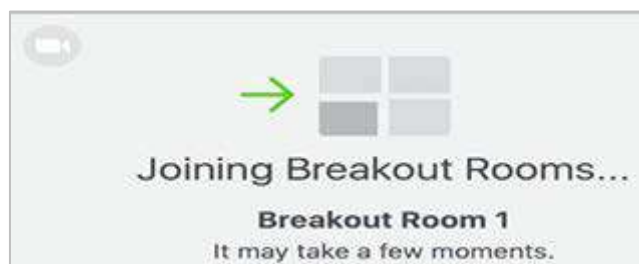 Joining Breakout Rooms...
Breakout Room 1
It may take a few moments.